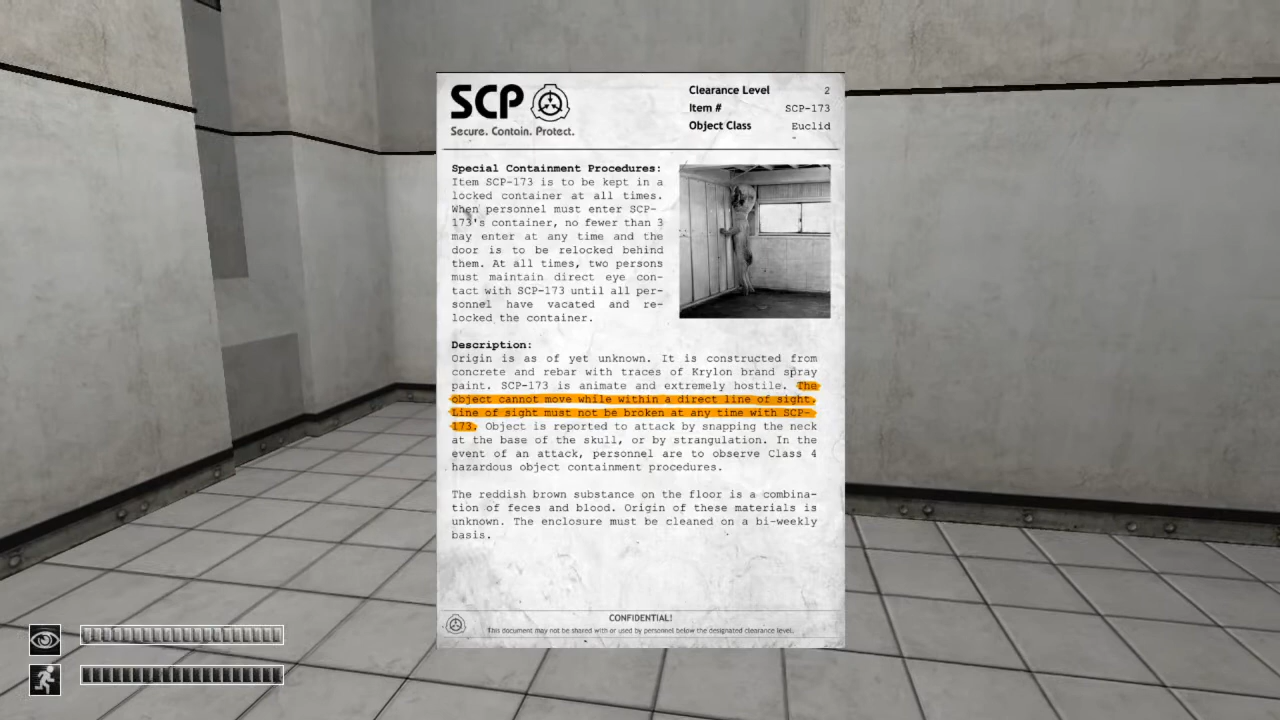 SCP
Secure. Contain. Protect.
Clearance Level 2
Item # SCP-173
Object Class Euclid
Special Containment Procedures:
Item SCP-173 is to be kept in a
locked container at all times.
When personnel must enter SCP-
173's container, no fewer than 3
may enter at any time and the
door is to be relocked behind
them. At all times, two persons
must maintain direct eye con-
tact with SCP-173 until all per-
sonnel have vacated and re-
locked the container.
Description:
Origin is as of yet unknown. It is constructed from
concrete and rebar with traces of Krylon brand spray
paint. SCP-173 is animate and extremely hostile. The
object cannot move while within a direct line of sight.
Line of sight must not be broken at any time with SCP-
173. Object is reported to attack by snapping the neck
at the base of the skull, or by strangulation. In the
event of an attack, personnel are to observe Class 4
hazardous object containment procedures.
The reddish brown substance on the floor is a combina-
tion of feces and blood. Origin of these materials is
unknown. The enclosure must be cleaned on a bi-weekly
basis.
CONFIDENTIAL!
This document may not be shared with or used by personnel below the designated clearance level.